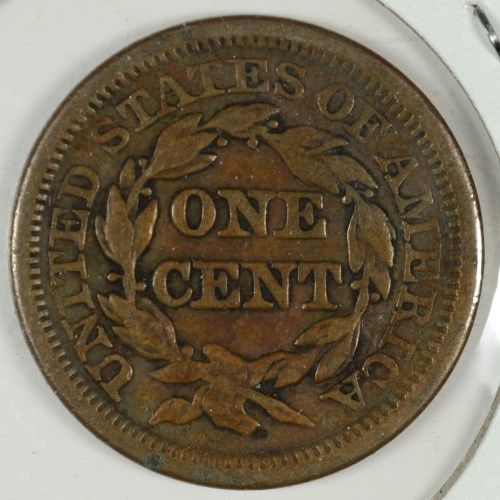 UNITED STATES OF AMERICA
ONE
CENT